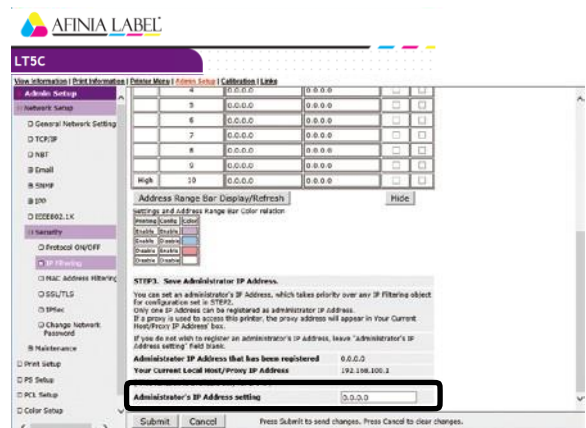 AFINIA LABEL
LT5C
View Information | Print Information | Printer Menu | Admin Setup | Calibration | Links
Admin Setup
Network Setup
General Network Setting
TCP/IP
NBT
Email
SNMP
IPP
IEEE802.1X
Security
Protocol ON/OFF
IP Filtering
MAC Address Filtering
SSL/TLS
IPSec
Change Network
Password
Maintenance
Print Setup
PS Setup
PCL Setup
Color Setup
4 0.0.0.0 0.0.0.0
5 0.0.0.0 0.0.0.0
6 0.0.0.0 0.0.0.0
7 0.0.0.0 0.0.0.0
8 0.0.0.0 0.0.0.0
9 0.0.0.0 0.0.0.0
High 10 0.0.0.0 0.0.0.0
Address Range Bar Display/Refresh Hide
Settings and Address Range Bar Color relation
Printing Config Color
Enable Enable
Enable Disable
Disable Enable
Disable Disable
STEP3. Save Administrator IP Address.
You can set an administrator's IP Address, which takes priority over any IP Filtering object
for configuration set in STEP2.
Only one IP Address can be registered as administrator IP Address.
If a proxy is used to access this printer, the proxy address will appear in 'Your Current
Host/Proxy IP Address' box.
If you do not wish to register an administrator's IP Address, leave "Administrator's IP
Address setting" field blank.
Administrator IP Address that has been registered 0.0.0.0
Your Current Local Host/Proxy IP Address 192.168.100.1
Administrator's IP Address setting 0.0.0.0
Submit Cancel Press Submit to send changes. Press Cancel to clear changes.